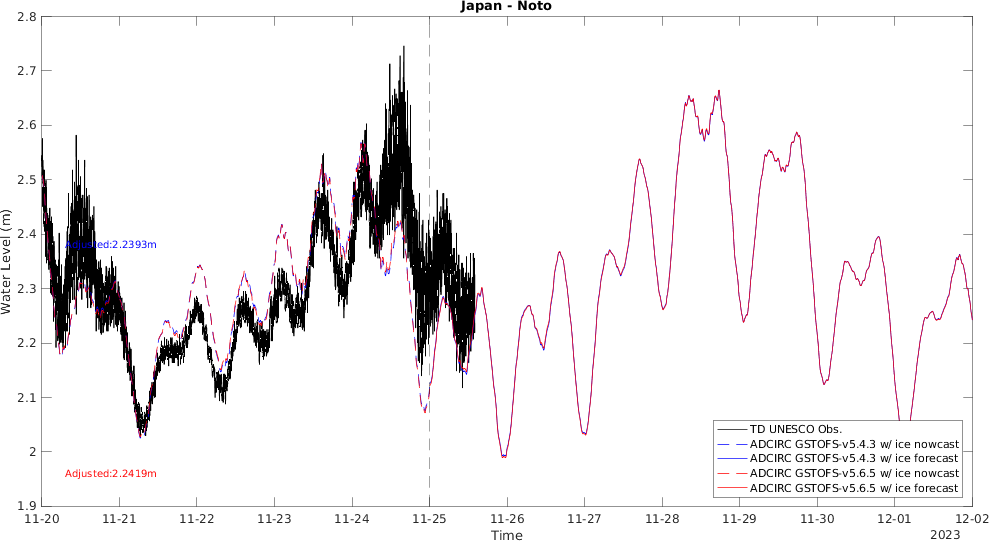 Japan - Noto
2.8
2.7
2.6
2.5
2.4
2.3
2.2
2.1
2
1.9
Water Level (m)
Adjusted:2.2393m
Adjusted:2.2419m
TD UNESCO Obs.
ADCIRC GSTOFS-v5.4.3 w/ ice nowcast
ADCIRC GSTOFS-v5.4.3 w/ ice forecast
ADCIRC GSTOFS-v5.6.5 w/ ice nowcast
ADCIRC GSTOFS-v5.6.5 w/ ice forecast
11-20 11-21 11-22 11-23 11-24 11-25 11-26 11-27 11-28 11-29 11-30 12-01 12-02
Time
2023